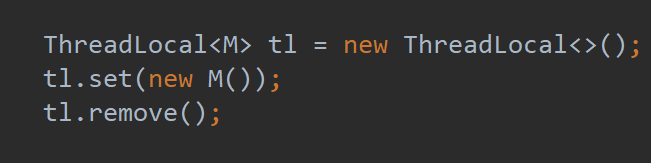 ThreadLocal<M> tl = new ThreadLocal<>();
tl.set(new M());
tl.remove();